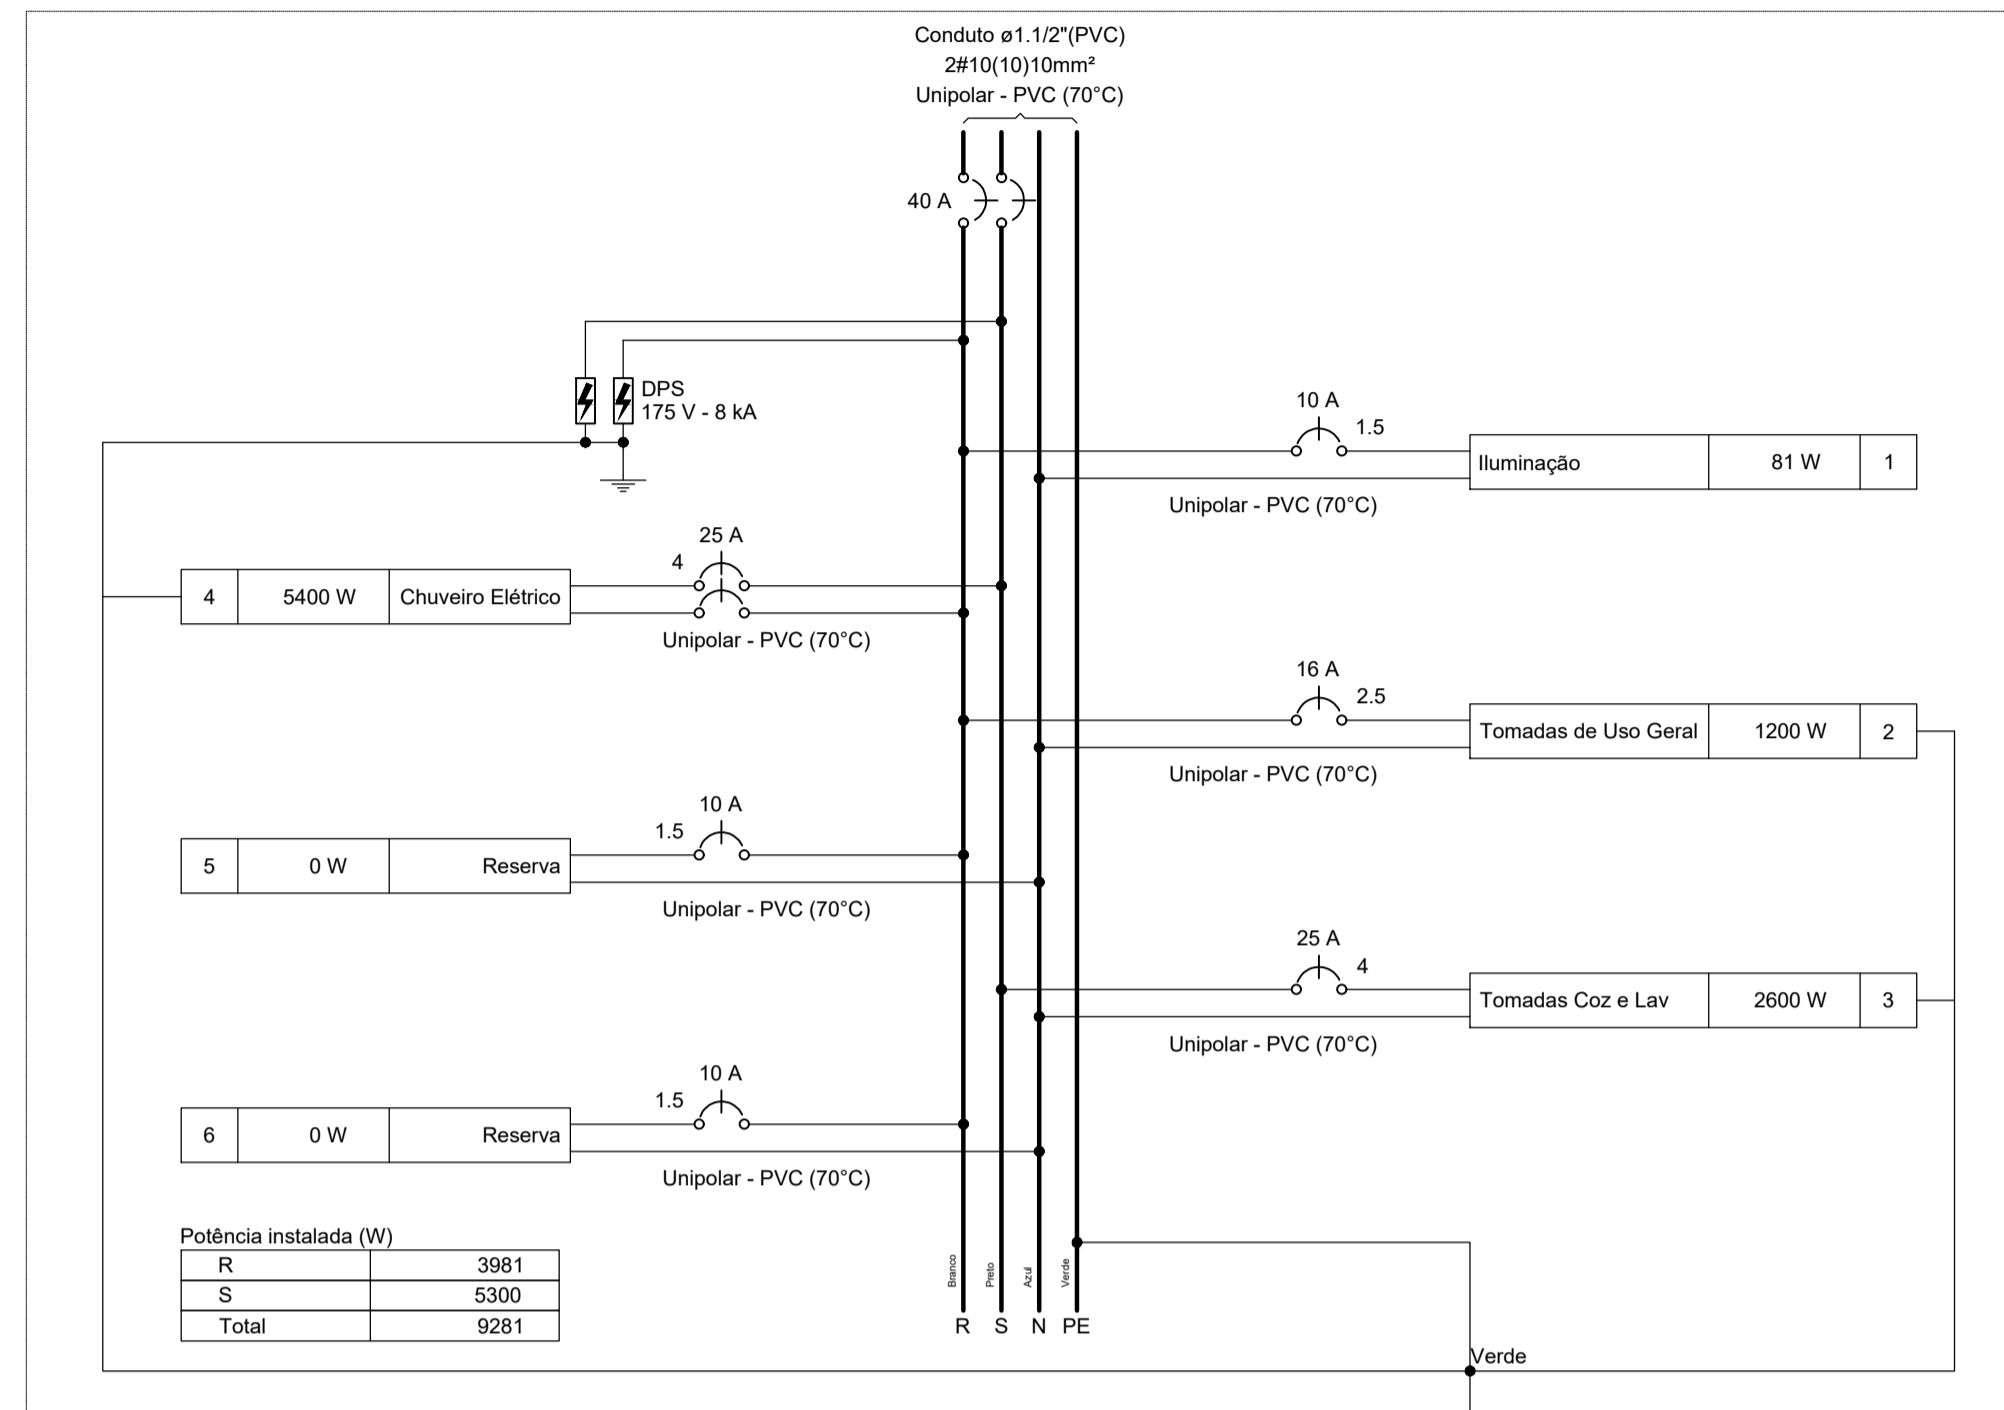 Conduto ø1.1/2"(PVC)
2#10(10)10mm²
Unipolar - PVC (70°C)
40 A
DPS
175 V - 8 kA
10 A
1.5
Iluminação 81 W 1
Unipolar - PVC (70°C)
25 A
4
4 5400 W Chuveiro Elétrico
Unipolar - PVC (70°C)
16 A
2.5
Tomadas de Uso Geral 1200 W 2
Unipolar - PVC (70°C)
10 A
1.5
5 0 W Reserva
Unipolar - PVC (70°C)
25 A
4
Tomadas Coz e Lav 2600 W 3
Unipolar - PVC (70°C)
10 A
1.5
6 0 W Reserva
Unipolar - PVC (70°C)
Potência instalada (W)
R 3981
S 5300
Total 9281
Branco
Preto
Azul
Verde
R S N PE
Verde